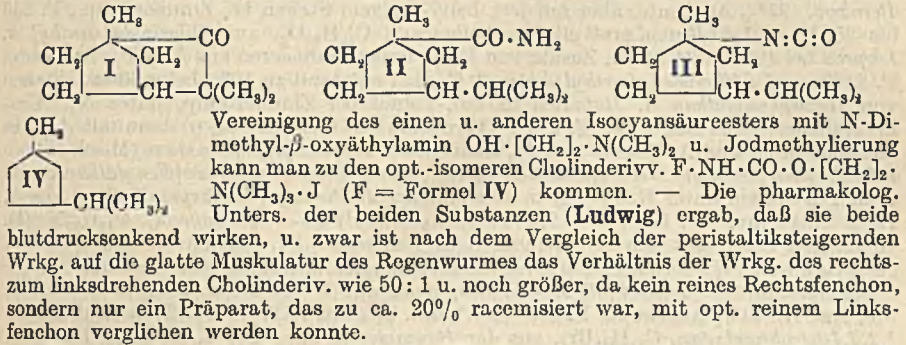 CH₃ CH₃ CH₃
CH₂ CH₂ CO CH₂ CH₂ CO·NH₂ CH₂ CH₂ N:C:O
I II III
CH₂ CH—C(CH₃)₂ CH₂ CH·CH(CH₃)₂ CH₂ CH·CH(CH₃)₂
CH₃
IV
CH(CH₃)₂
Vereinigung des einen u. anderen Isocyansäureesters mit N-Di-
methyl-β-oxyäthylamin OH·[CH₂]₂·N(CH₃)₂ u. Jodmethylierung
kann man zu den opt.-isomeren Cholinderivv. F·NH·CO·O·[CH₂]₂·
N(CH₃)₃·J (F = Formel IV) kommen. — Die pharmakolog.
Unters. der beiden Substanzen (Ludwig) ergab, daß sie beide
blutdrucksenkend wirken, u. zwar ist nach dem Vergleich der peristaltiksteigernden
Wrkg. auf die glatte Muskulatur des Regenwurmes das Verhältnis der Wrkg. des rechts-
zum linksdrehenden Cholinderiv. wie 50:1 u. noch größer, da kein reines Rechtsfenchon,
sondern nur ein Präparat, das zu ca. 20% racemisiert war, mit opt. reinem Links-
fenchon verglichen werden konnte.